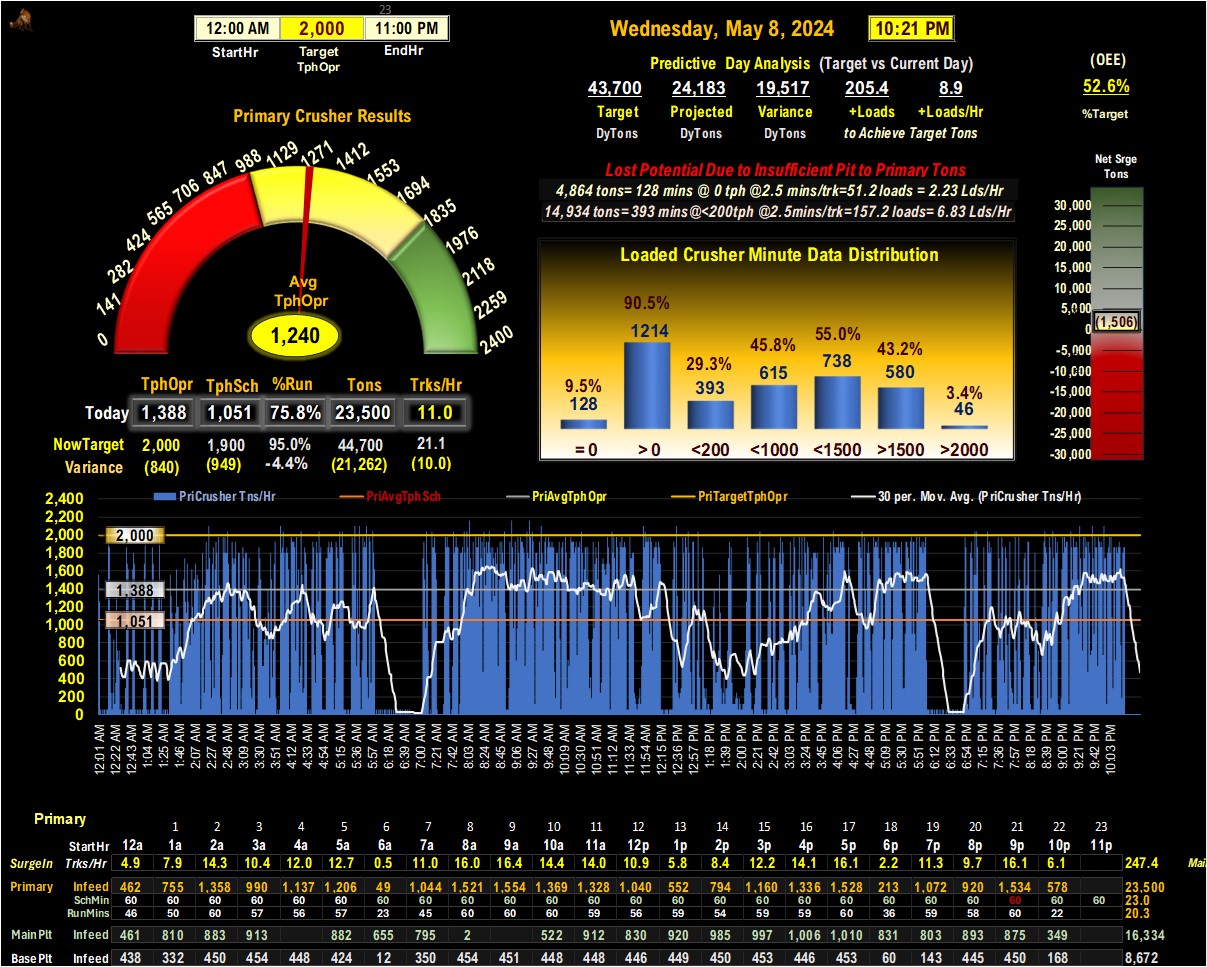 23
12:00 AM 2,000 11:00 PM
StartHr Target EndHr
TphOpr
Wednesday, May 8, 2024 10:21 PM
Predictive Day Analysis (Target vs Current Day)
43,700 24,183 19,517 205.4 8.9
Target Projected Variance +Loads +Loads/Hr
DyTons DyTons DyTons to Achieve Target Tons
(OEE)
52.6%
%Target
Primary Crusher Results
0 141 282 424 565 706 847 988 1129 1271 1412 1553 1694 1835 1976 2118 2259 2400
Avg
TphOpr
1,240
Lost Potential Due to Insufficient Pit to Primary Tons
4,864 tons= 128 mins @ 0 tph @2.5 mins/trk=51.2 loads = 2.23 Lds/Hr
14,934 tons= 393 mins@<200tph @2.5mins/trk=157.2 loads= 6.83 Lds/Hr
Net Srge
Tons
30,000
25,000
20,000
15,000
10,000
5,000
0
(1,506)
-5,000
-10,000
-15,000
-20,000
-25,000
-30,000
Loaded Crusher Minute Data Distribution
9.5% 90.5% 29.3% 45.8% 55.0% 43.2% 3.4%
128 1214 393 615 738 580 46
= 0 > 0 <200 <1000 <1500 >1500 >2000
TphOpr TphSch %Run Tons Trks/Hr
Today 1,388 1,051 75.8% 23,500 11.0
NowTarget 2,000 1,900 95.0% 44,700 21.1
Variance (840) (949) -4.4% (21,262) (10.0)
PriCrusher Tns/Hr PriAvgTphSch PriAvgTphOpr PriTargetTphOpr 30 per. Mov. Avg. (PriCrusher Tns/Hr)
2,400
2,200
2,000
1,800
1,600
1,400
1,200
1,000
800
600
400
200
0
2,000
1,388
1,051
12:01 AM 12:22 AM 12:43 AM 1:04 AM 1:25 AM 1:46 AM 2:07 AM 2:27 AM 2:48 AM 3:09 AM 3:30 AM 3:51 AM 4:12 AM 4:33 AM 4:54 AM 5:15 AM 5:36 AM 5:57 AM 6:18 AM 6:39 AM 7:00 AM 7:21 AM 7:42 AM 8:03 AM 8:24 AM 8:45 AM 9:06 AM 9:27 AM 9:48 AM 10:09 AM 10:30 AM 10:51 AM 11:12 AM 11:33 AM 11:54 AM 12:15 PM 12:36 PM 12:57 PM 1:18 PM 1:39 PM 2:00 PM 2:21 PM 2:42 PM 3:03 PM 3:24 PM 3:45 PM 4:06 PM 4:27 PM 4:48 PM 5:09 PM 5:30 PM 5:51 PM 6:12 PM 6:33 PM 6:54 PM 7:15 PM 7:36 PM 7:57 PM 8:18 PM 8:39 PM 9:00 PM 9:21 PM 9:42 PM 10:03 PM
Primary
1 2 3 4 5 6 7 8 9 10 11 12 13 14 15 16 17 18 19 20 21 22 23
StartHr 12a 1a 2a 3a 4a 5a 6a 7a 8a 9a 10a 11a 12p 1p 2p 3p 4p 5p 6p 7p 8p 9p 10p 11p
SurgeIn Trks/Hr 4.9 7.9 14.3 10.4 12.0 12.7 0.5 11.0 16.0 16.4 14.4 14.0 10.9 5.8 8.4 12.2 14.1 16.1 2.2 11.3 9.7 16.1 6.1 247.4
Primary Infeed 462 755 1,358 990 1,137 1,206 49 1,044 1,521 1,554 1,369 1,328 1,040 552 794 1,160 1,336 1,528 213 1,072 920 1,534 578 23,500
SchMin 60 60 60 60 60 60 60 60 60 60 60 60 60 60 60 60 60 60 60 60 60 60 60 60 23.0
RunMins 46 50 60 57 56 57 23 45 60 60 60 59 56 59 54 59 59 60 36 59 58 60 22 20.3
MainPlt Infeed 461 810 883 913 882 655 795 2 522 912 830 920 985 997 1,006 1,010 831 803 893 875 349 16,334
BasePlt Infeed 438 332 450 454 448 424 12 350 454 451 448 448 446 449 450 453 446 453 60 143 445 450 168 8,672